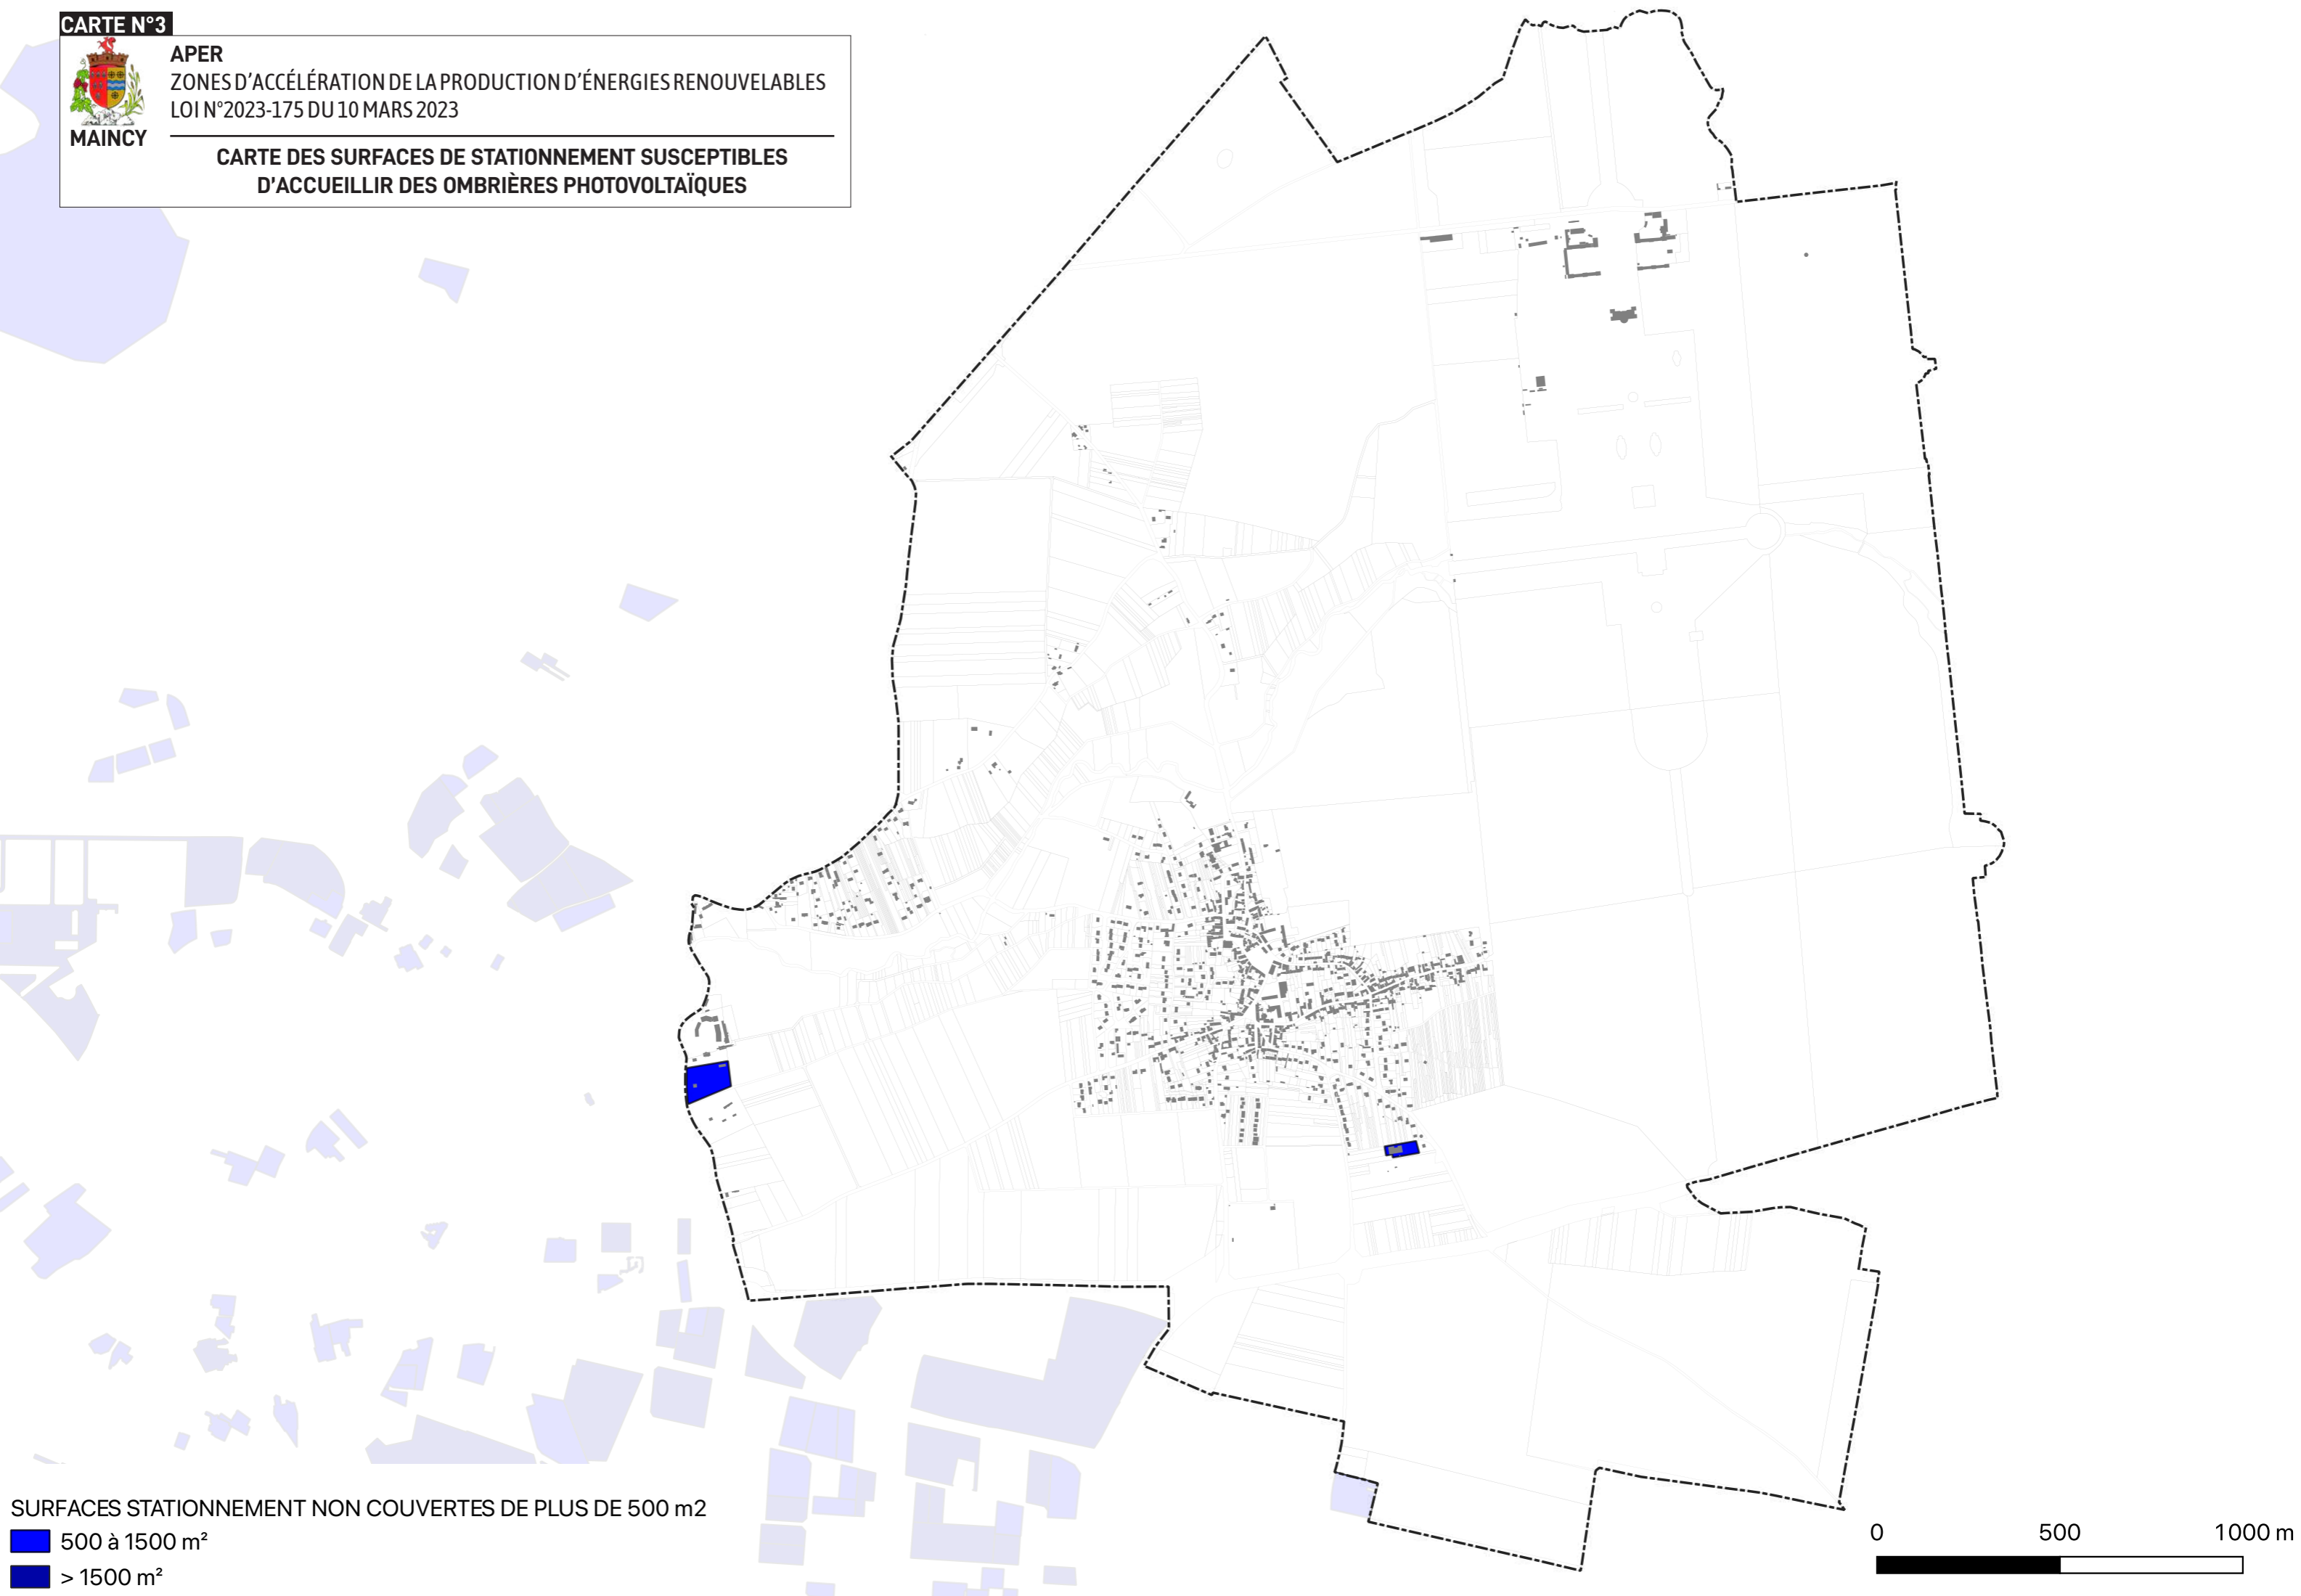 CARTE N°3
APER
ZONES D'ACCÉLÉRATION DE LA PRODUCTION D'ÉNERGIES RENOUVELABLES
LOI N°2023-175 DU 10 MARS 2023
MAINCY
CARTE DES SURFACES DE STATIONNEMENT SUSCEPTIBLES
D'ACCUEILLIR DES OMBRIÈRES PHOTOVOLTAÏQUES
SURFACES STATIONNEMENT NON COUVERTES DE PLUS DE 500 m2
500 à 1500 m²
> 1500 m²
0 500 1000 m